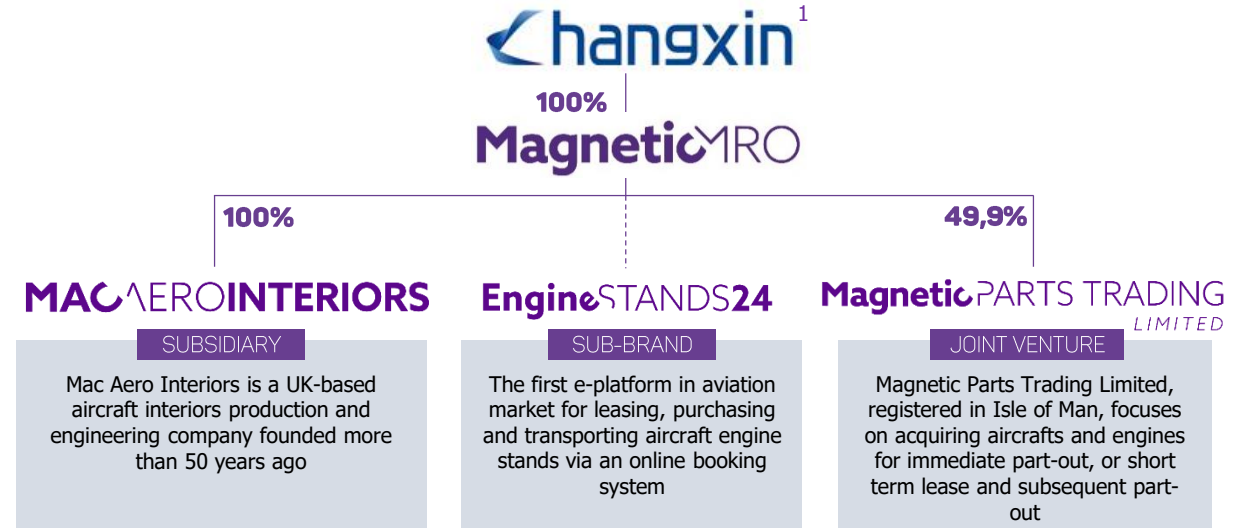 Changxin 1
100%
MagneticMRO
100%
49,9%
MAC AEROINTERIORS
EngineSTANDS24
MagneticPARTS TRADING
LIMITED
SUBSIDIARY
SUB-BRAND
JOINT VENTURE
Mac Aero Interiors is a UK-based
aircraft interiors production and
engineering company founded more
than 50 years ago
The first e-platform in aviation
market for leasing, purchasing
and transporting aircraft engine
stands via an online booking
system
Magnetic Parts Trading Limited,
registered in Isle of Man, focuses
on acquiring aircrafts and engines
for immediate part-out, or short
term lease and subsequent part-
out